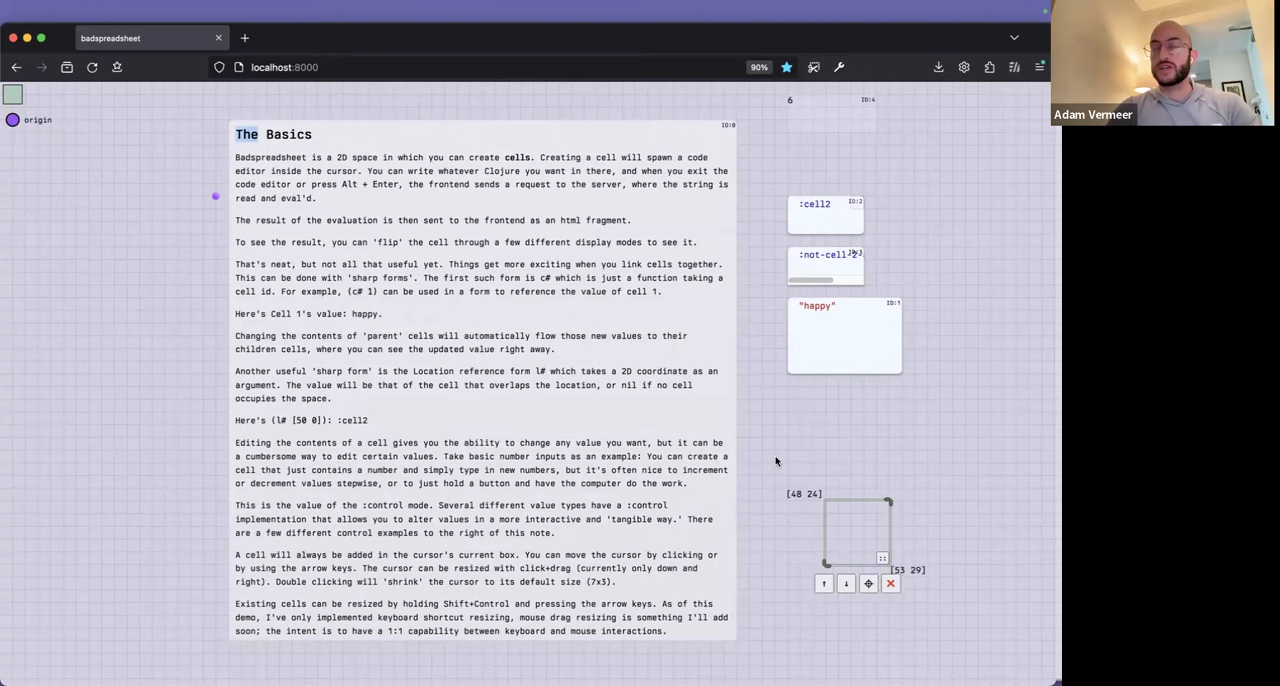 badspreadsheet
localhost:8000
90%
Adam Vermeer
origin
6
ID:4
The Basics
ID:0
Badspreadsheet is a 2D space in which you can create cells. Creating a cell will spawn a code
editor inside the cursor. You can write whatever Clojure you want in there, and when you exit the
code editor or press Alt + Enter, the frontend sends a request to the server, where the string is
read and eval'd.
The result of the evaluation is then sent to the frontend as an html fragment.
To see the result, you can 'flip' the cell through a few different display modes to see it.
That's neat, but not all that useful yet. Things get more exciting when you link cells together.
This can be done with 'sharp forms'. The first such form is c# which is just a function taking a
cell id. For example, (c# 1) can be used in a form to reference the value of cell 1.
Here's Cell 1's value: happy.
Changing the contents of 'parent' cells will automatically flow those new values to their
children cells, where you can see the updated value right away.
Another useful 'sharp form' is the Location reference form l# which takes a 2D coordinate as an
argument. The value will be that of the cell that overlaps the location, or nil if no cell
occupies the space.
Here's (l# [50 0]): :cell2
Editing the contents of a cell gives you the ability to change any value you want, but it can be
a cumbersome way to edit certain values. Take basic number inputs as an example: You can create a
cell that just contains a number and simply type in new numbers, but it's often nice to increment
or decrement values stepwise, or to just hold a button and have the computer do the work.
This is the value of the :control mode. Several different value types have a :control
implementation that allows you to alter values in a more interactive and 'tangible way.' There
are a few different control examples to the right of this note.
A cell will always be added in the cursor's current box. You can move the cursor by clicking or
by using the arrow keys. The cursor can be resized with click+drag (currently only down and
right). Double clicking will 'shrink' the cursor to its default size (7x3).
Existing cells can be resized by holding Shift+Control and pressing the arrow keys. As of this
demo, I've only implemented keyboard shortcut resizing, mouse drag resizing is something I'll add
soon; the intent is to have a 1:1 capability between keyboard and mouse interactions.
:cell2
ID:2
:not-cell-2
"happy"
ID:1
[48 24]
[53 29]